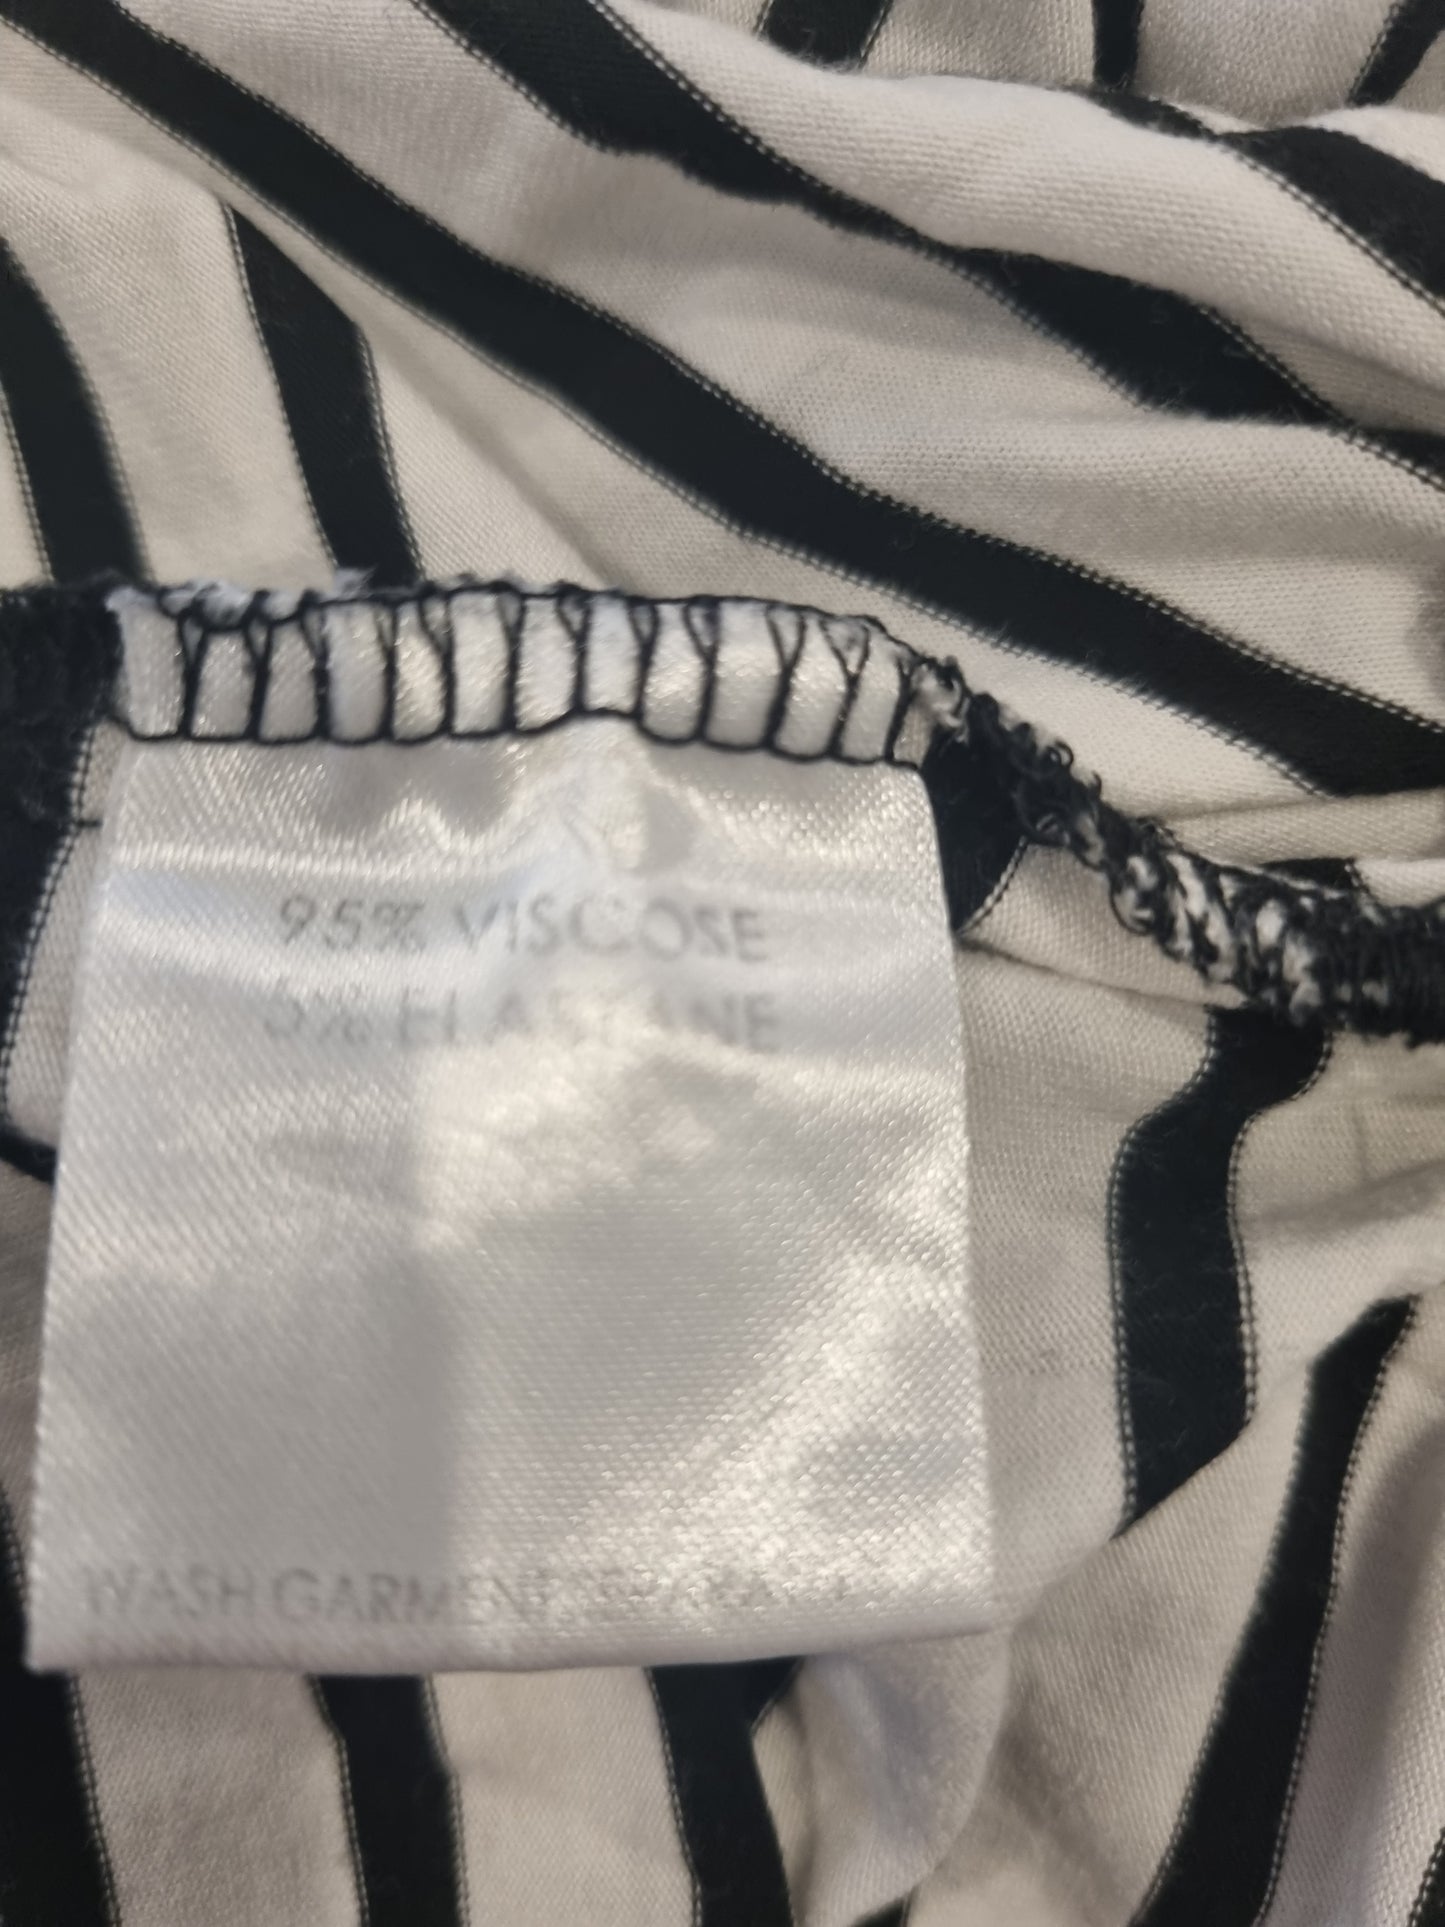 95% VISCOSE
5% ELASTANE
WASH GARMENT